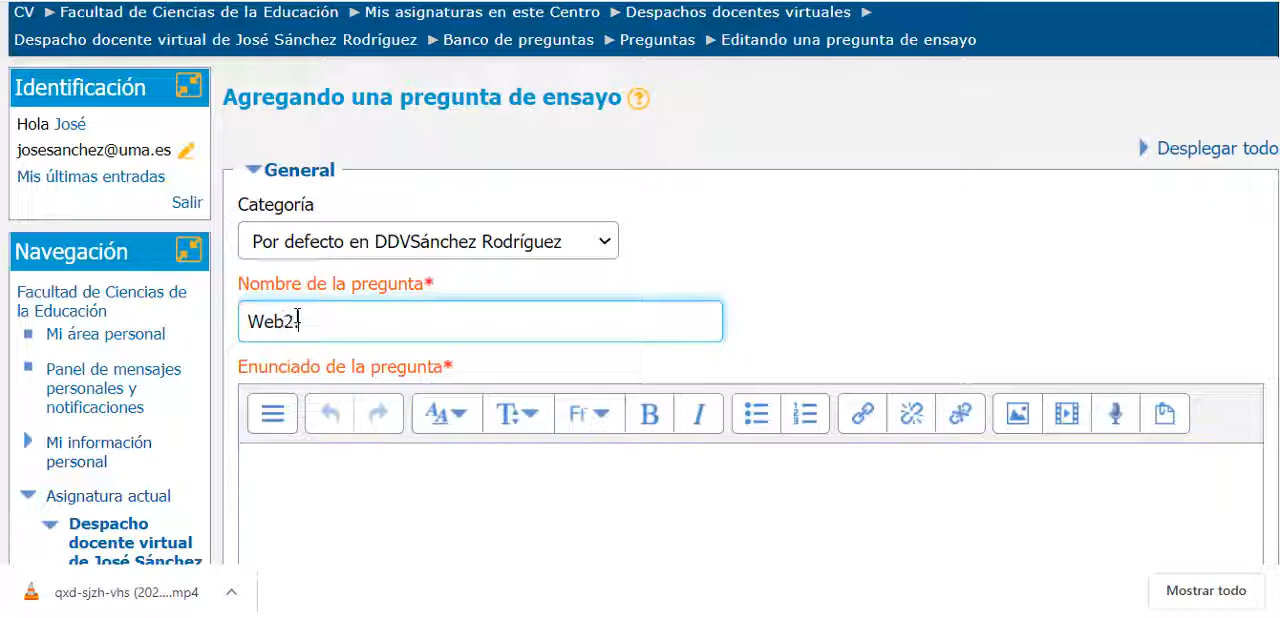 CV ▶ Facultad de Ciencias de la Educación ▶ Mis asignaturas en este Centro ▶ Despachos docentes virtuales ▶
Despacho docente virtual de José Sánchez Rodríguez ▶ Banco de preguntas ▶ Preguntas ▶ Editando una pregunta de ensayo
Identificación
Hola José
josesanchez@uma.es
Mis últimas entradas
Salir
Navegación
Facultad de Ciencias de
la Educación
Mi área personal
Panel de mensajes
personales y
notificaciones
Mi información
personal
Asignatura actual
Despacho
docente virtual
de José Sánchez
Agregando una pregunta de ensayo
Desplegar todo
General
Categoría
Por defecto en DDVSánchez Rodríguez
Nombre de la pregunta*
Web2
Enunciado de la pregunta*
qxd-sjzh-vhs (202....mp4
Mostrar todo